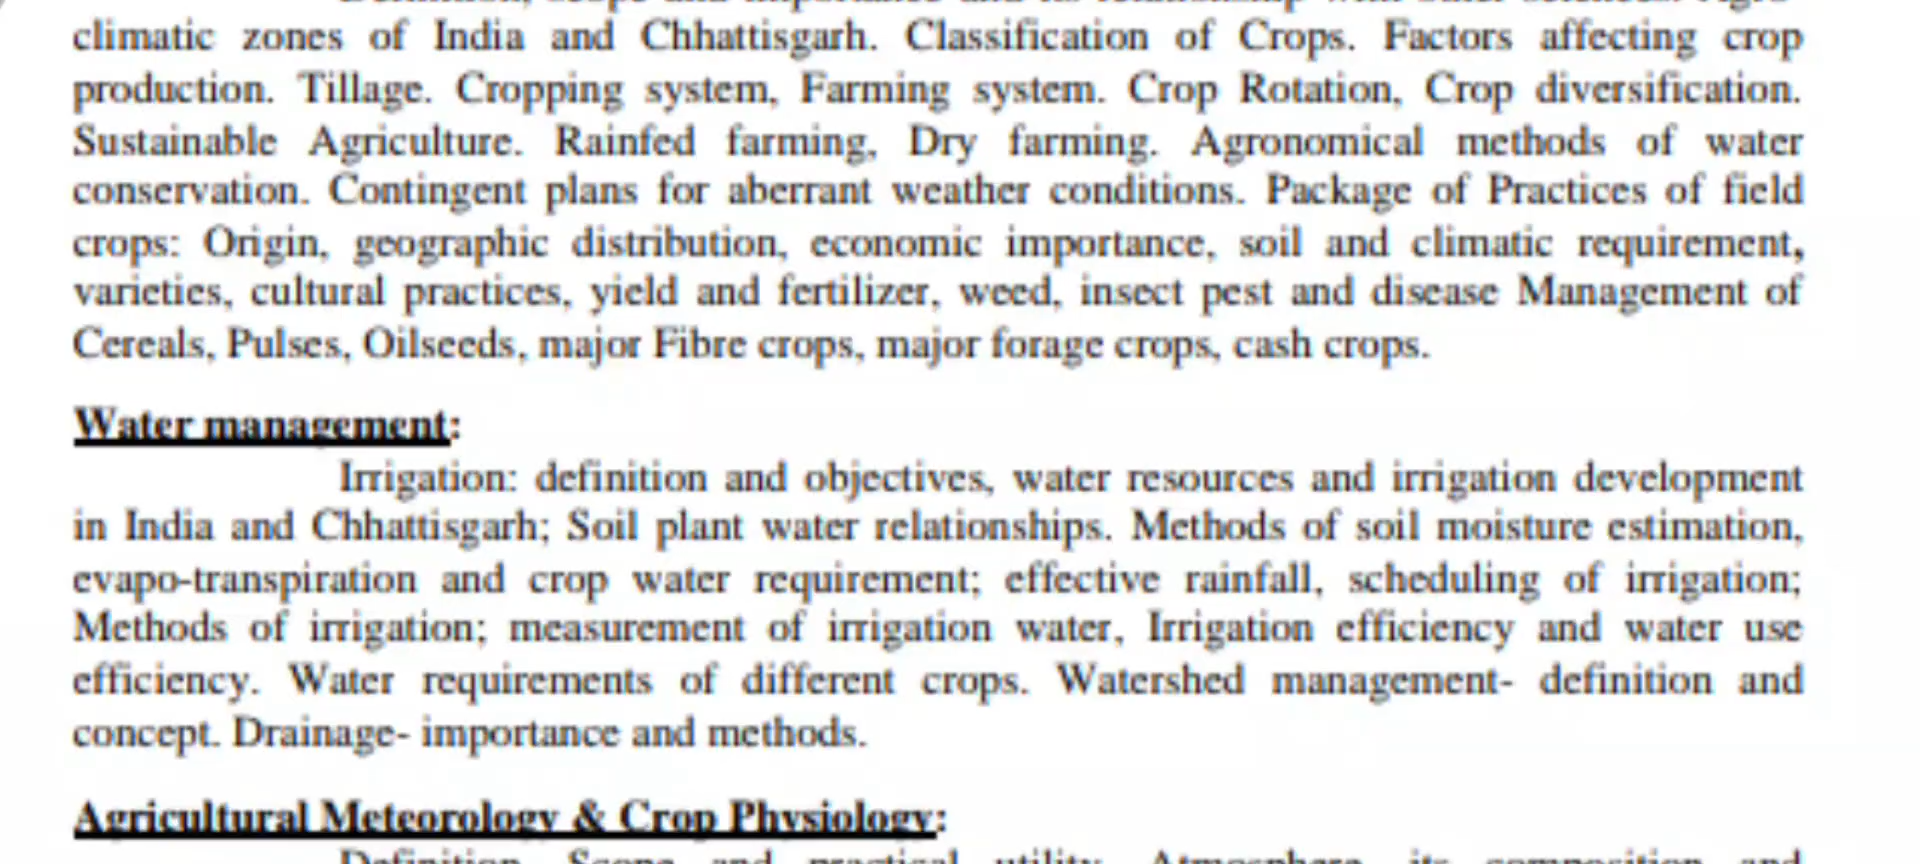 climatic zones of India and Chhattisgarh. Classification of Crops. Factors affecting crop
production. Tillage. Cropping system, Farming system. Crop Rotation, Crop diversification.
Sustainable Agriculture. Rainfed farming, Dry farming. Agronomical methods of water
conservation. Contingent plans for aberrant weather conditions. Package of Practices of field
crops: Origin, geographic distribution, economic importance, soil and climatic requirement,
varieties, cultural practices, yield and fertilizer, weed, insect pest and disease Management of
Cereals, Pulses, Oilseeds, major Fibre crops, major forage crops, cash crops.
Water management:
Irrigation: definition and objectives, water resources and irrigation development
in India and Chhattisgarh; Soil plant water relationships. Methods of soil moisture estimation,
evapo-transpiration and crop water requirement; effective rainfall, scheduling of irrigation;
Methods of irrigation; measurement of irrigation water, Irrigation efficiency and water use
efficiency. Water requirements of different crops. Watershed management- definition and
concept. Drainage- importance and methods.
Agricultural Meteorology & Crop Physiology: